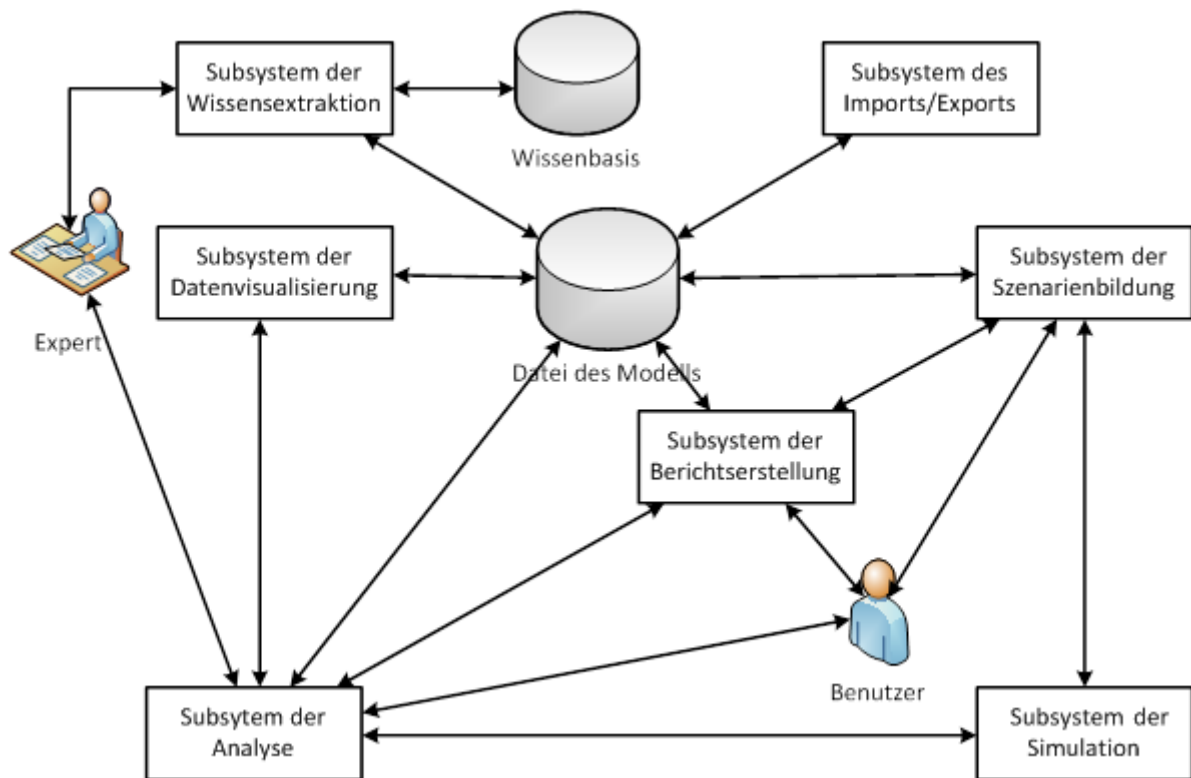 Subsystem der
Wissensextraktion
Wissenbasis
Subsystem des
Imports/Exports
Expert
Subsystem der
Datenvisualisierung
Datei des Modells
Subsystem der
Szenarienbildung
Subsystem der
Berichtserstellung
Benutzer
Subsytem der
Analyse
Subsystem der
Simulation